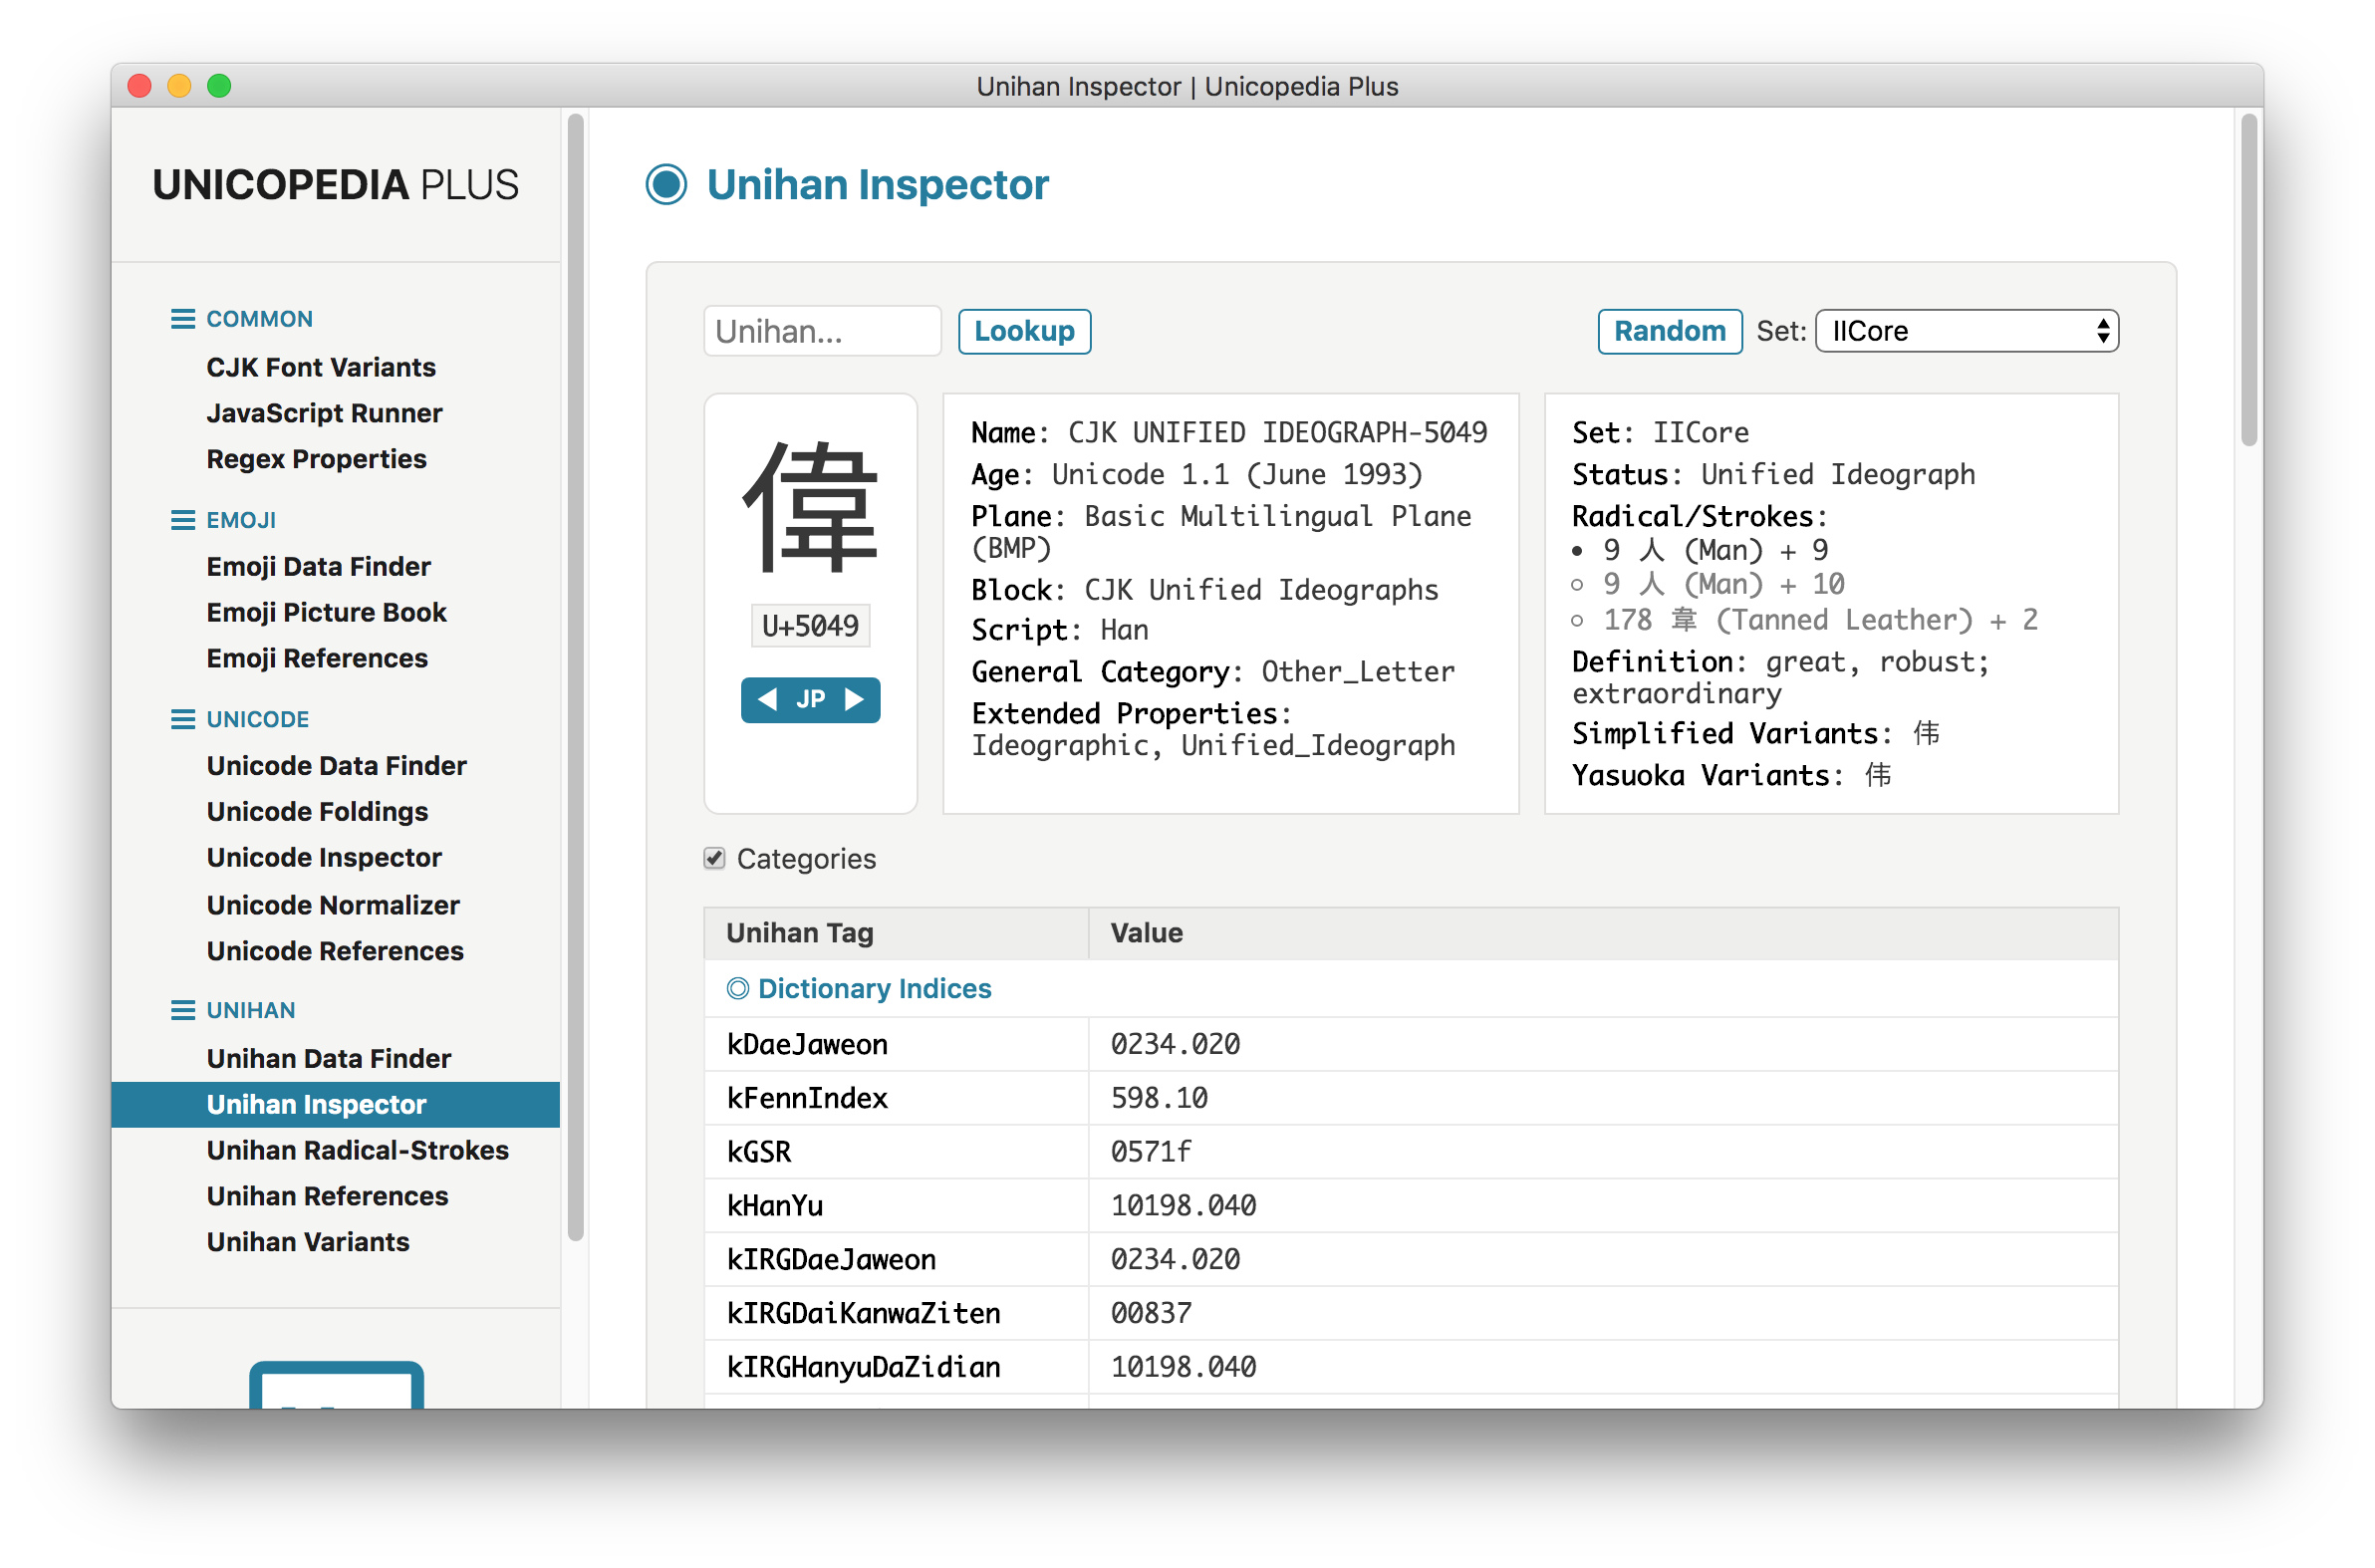 Unihan Inspector | Unicopedia Plus
UNICOPEDIA PLUS
COMMON
CJK Font Variants
JavaScript Runner
Regex Properties
EMOJI
Emoji Data Finder
Emoji Picture Book
Emoji References
UNICODE
Unicode Data Finder
Unicode Foldings
Unicode Inspector
Unicode Normalizer
Unicode References
UNIHAN
Unihan Data Finder
Unihan Inspector
Unihan Radical-Strokes
Unihan References
Unihan Variants
Unihan Inspector
Unihan...
Lookup
Random
Set:
IICore
偉
U+5049
JP
Name: CJK UNIFIED IDEOGRAPH-5049
Age: Unicode 1.1 (June 1993)
Plane: Basic Multilingual Plane
(BMP)
Block: CJK Unified Ideographs
Script: Han
General Category: Other_Letter
Extended Properties:
Ideographic, Unified_Ideograph
Set: IICore
Status: Unified Ideograph
Radical/Strokes:
• 9 人 (Man) + 9
◦ 9 人 (Man) + 10
◦ 178 韋 (Tanned Leather) + 2
Definition: great, robust;
extraordinary
Simplified Variants: 伟
Yasuoka Variants: 伟
Categories
Unihan Tag Value
Dictionary Indices
kDaeJaweon 0234.020
kFennIndex 598.10
kGSR 0571f
kHanYu 10198.040
kIRGDaeJaweon 0234.020
kIRGDaiKanwaZiten 00837
kIRGHanyuDaZidian 10198.040